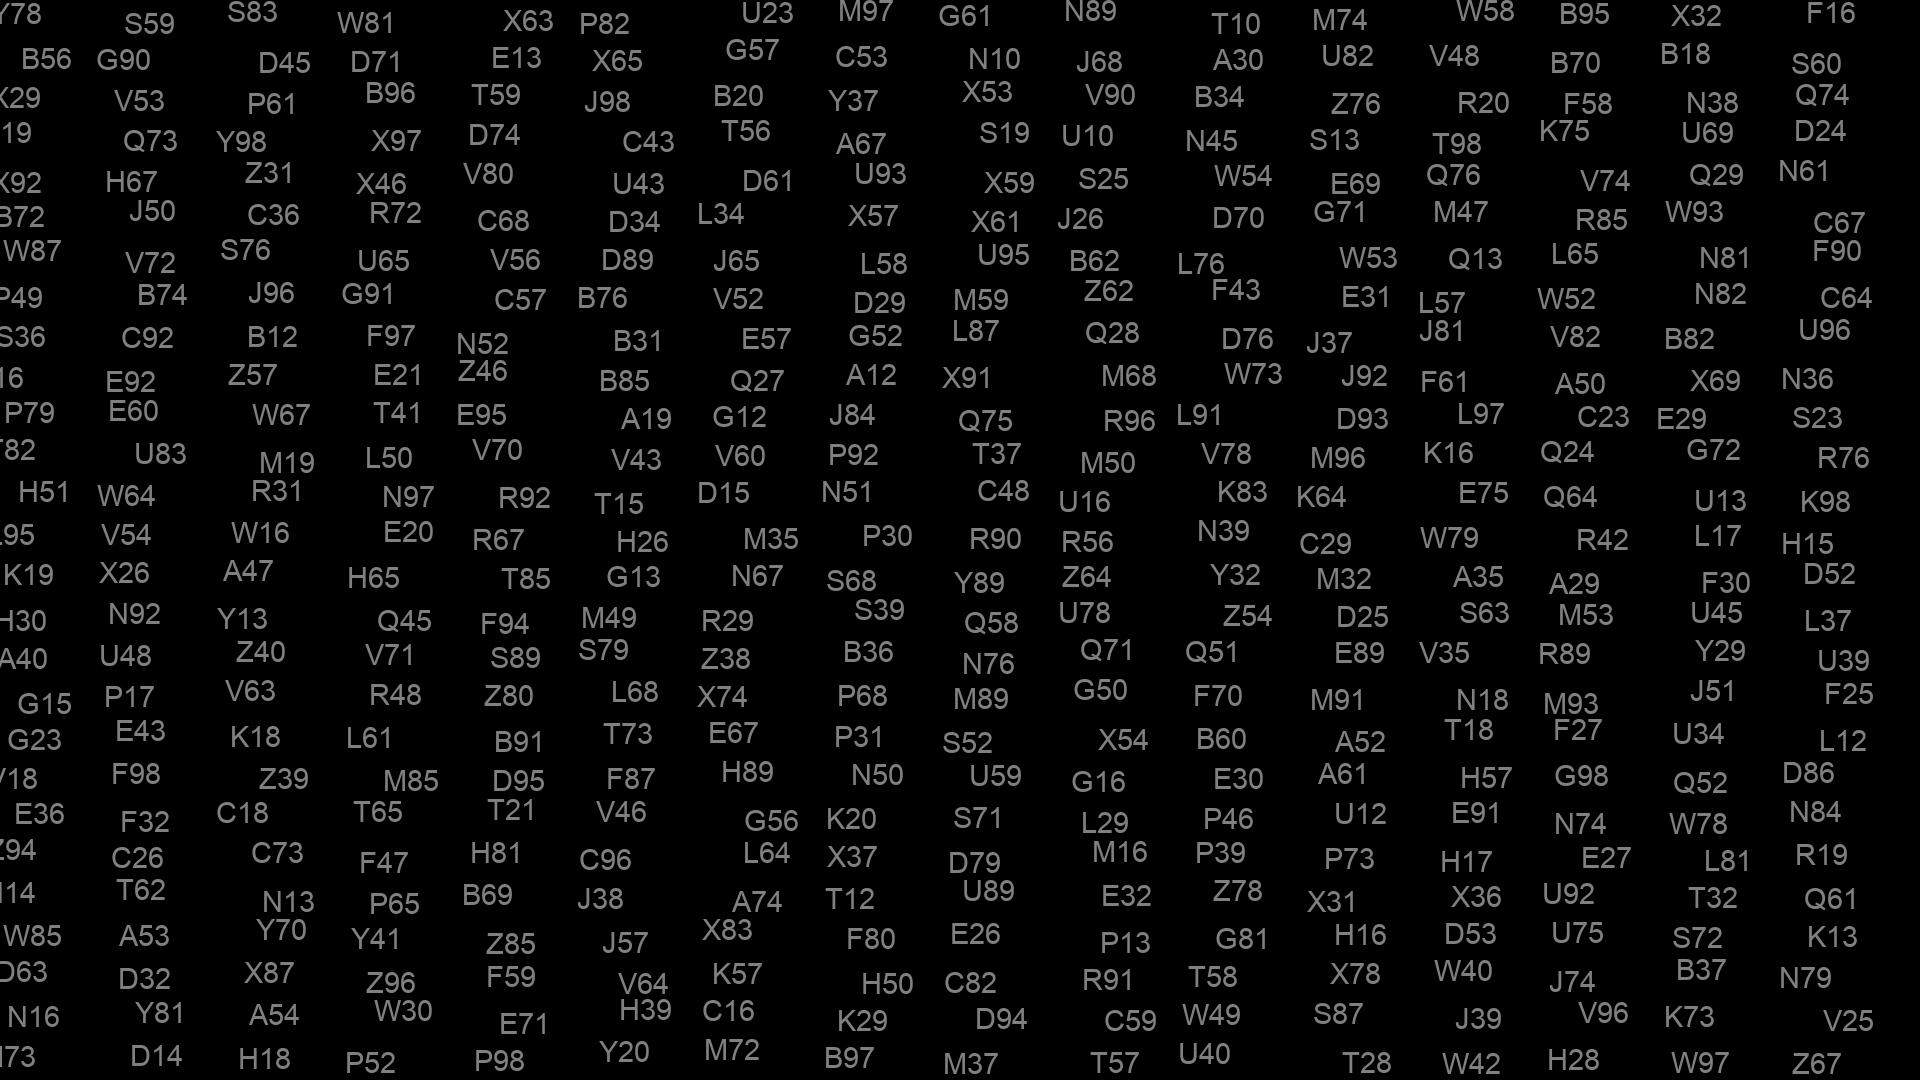 Y78 S59 S83 W81 X63 P82 U23 M97 G61 N89 T10 M74 W58 B95 X32 F16
B56 G90 D45 D71 E13 X65 G57 C53 N10 J68 A30 U82 V48 B70 B18 S60
X29 V53 P61 B96 T59 J98 B20 Y37 X53 V90 B34 Z76 R20 F58 N38 Q74
19 Q73 Y98 X97 D74 C43 T56 A67 S19 U10 N45 S13 T98 K75 U69 D24
X92 H67 Z31 X46 V80 U43 D61 U93 X59 S25 W54 E69 Q76 V74 Q29 N61
B72 J50 C36 R72 C68 D34 L34 X57 X61 J26 D70 G71 M47 R85 W93 C67
W87 V72 S76 U65 V56 D89 J65 L58 U95 B62 L76 W53 Q13 L65 N81 F90
P49 B74 J96 G91 C57 B76 V52 D29 M59 Z62 F43 E31 L57 W52 N82 C64
S36 C92 B12 F97 N52 B31 E57 G52 L87 Q28 D76 J37 J81 V82 B82 U96
16 E92 Z57 E21 Z46 B85 Q27 A12 X91 M68 W73 J92 F61 A50 X69 N36
P79 E60 W67 T41 E95 A19 G12 J84 Q75 R96 L91 D93 L97 C23 E29 S23
T82 U83 M19 L50 V70 V43 V60 P92 T37 M50 V78 M96 K16 Q24 G72 R76
H51 W64 R31 N97 R92 T15 D15 N51 C48 U16 K83 K64 E75 Q64 U13 K98
95 V54 W16 E20 R67 H26 M35 P30 R90 R56 N39 C29 W79 R42 L17 H15
K19 X26 A47 H65 T85 G13 N67 S68 Y89 Z64 Y32 M32 A35 A29 F30 D52
H30 N92 Y13 Q45 F94 M49 R29 S39 Q58 U78 Z54 D25 S63 M53 U45 L37
A40 U48 Z40 V71 S89 S79 Z38 B36 N76 Q71 Q51 E89 V35 R89 Y29 U39
G15 P17 V63 R48 Z80 L68 X74 P68 M89 G50 F70 M91 N18 M93 J51 F25
G23 E43 K18 L61 B91 T73 E67 P31 S52 X54 B60 A52 T18 F27 U34 L12
V18 F98 Z39 M85 D95 F87 H89 N50 U59 G16 E30 A61 H57 G98 Q52 D86
E36 F32 C18 T65 T21 V46 G56 K20 S71 L29 P46 U12 E91 N74 W78 N84
Z94 C26 C73 F47 H81 C96 L64 X37 D79 M16 P39 P73 H17 E27 L81 R19
14 T62 N13 P65 B69 J38 A74 T12 U89 E32 Z78 X31 X36 U92 T32 Q61
W85 A53 Y70 Y41 Z85 J57 X83 F80 E26 P13 G81 H16 D53 U75 S72 K13
D63 D32 X87 Z96 F59 V64 K57 H50 C82 R91 T58 X78 W40 J74 B37 N79
N16 Y81 A54 W30 E71 H39 C16 K29 D94 C59 W49 S87 J39 V96 K73 V25
73 D14 H18 P52 P98 Y20 M72 B97 M37 T57 U40 T28 W42 H28 W97 Z67